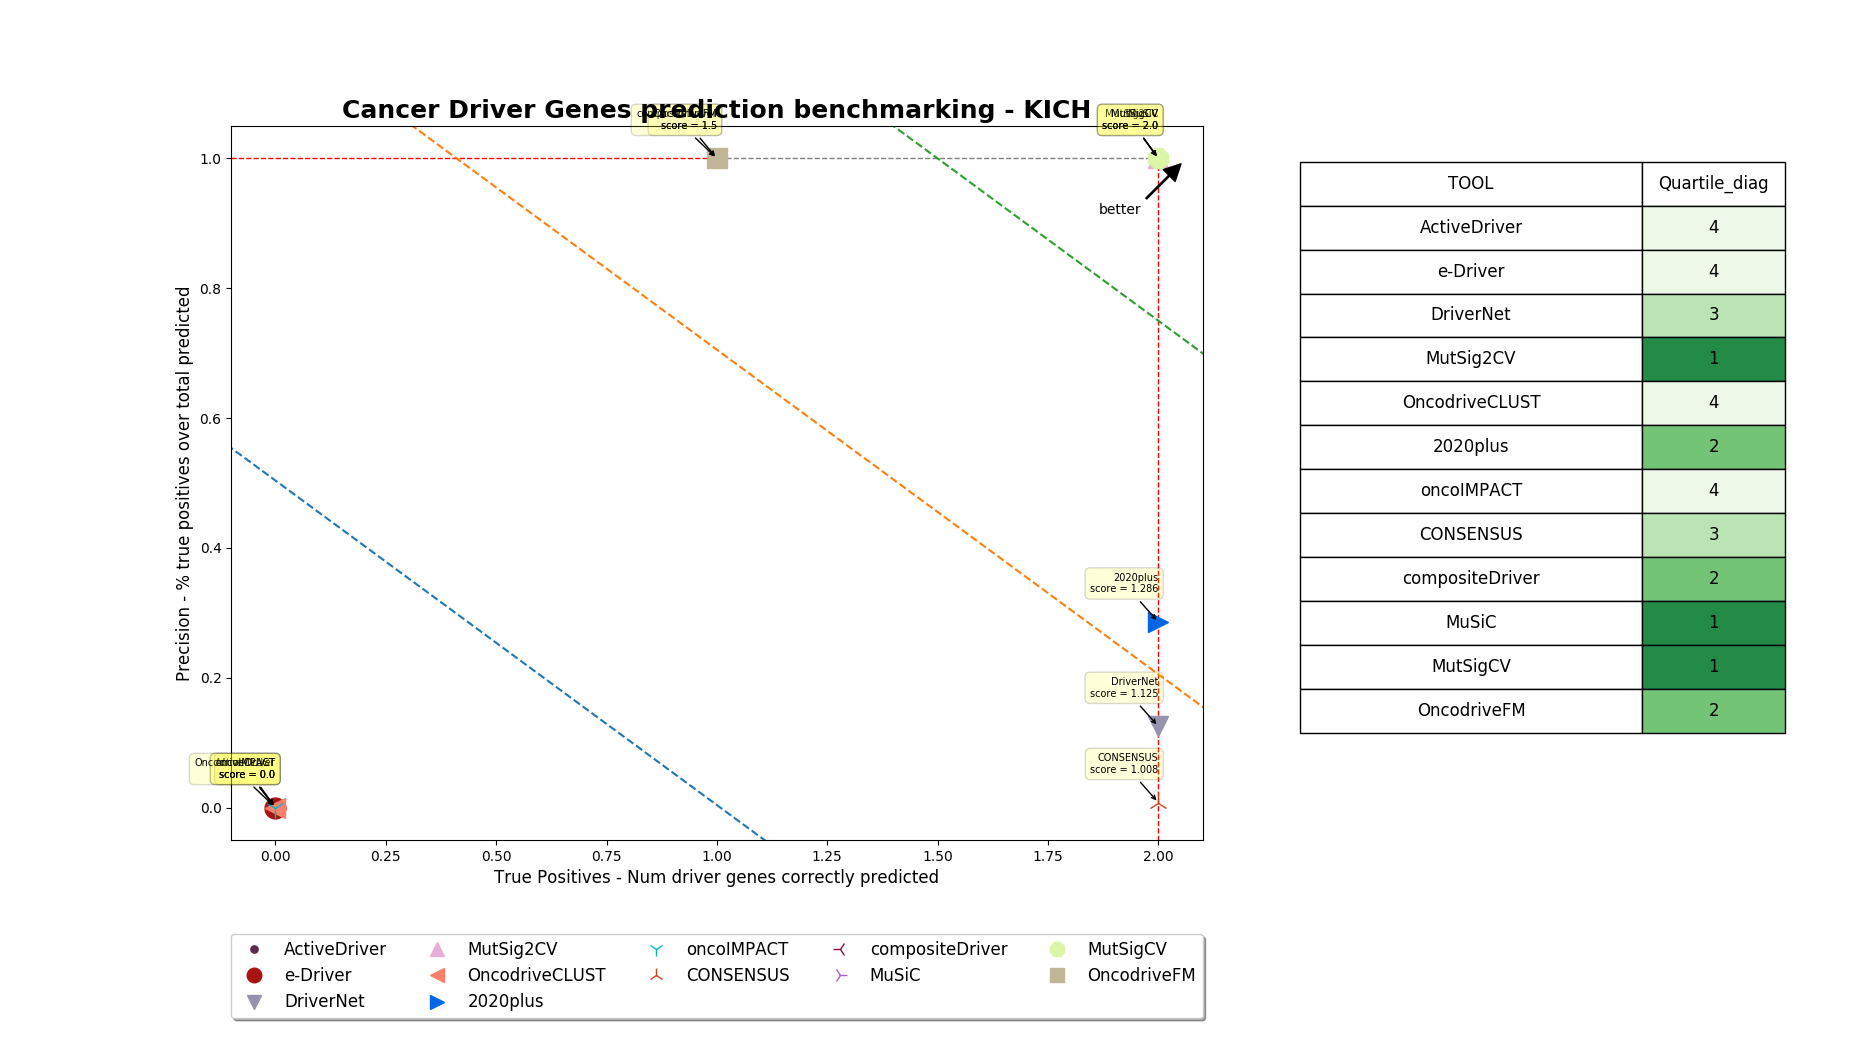 Cancer Driver Genes prediction benchmarking - KICH
score = 1.5
MutSigCV
score = 2.0
better
2020plus
score = 1.286
DriverNet
score = 1.125
CONSENSUS
score = 1.008
score = 0.0
Precision - % true positives over total predicted
1.0
0.8
0.6
0.4
0.2
0.0
0.00 0.25 0.50 0.75 1.00 1.25 1.50 1.75 2.00
True Positives - Num driver genes correctly predicted
ActiveDriver MutSig2CV oncoIMPACT compositeDriver MutSigCV
e-Driver OncodriveCLUST CONSENSUS MuSiC OncodriveFM
DriverNet 2020plus
TOOL Quartile_diag
ActiveDriver 4
e-Driver 4
DriverNet 3
MutSig2CV 1
OncodriveCLUST 4
2020plus 2
oncoIMPACT 4
CONSENSUS 3
compositeDriver 2
MuSiC 1
MutSigCV 1
OncodriveFM 2